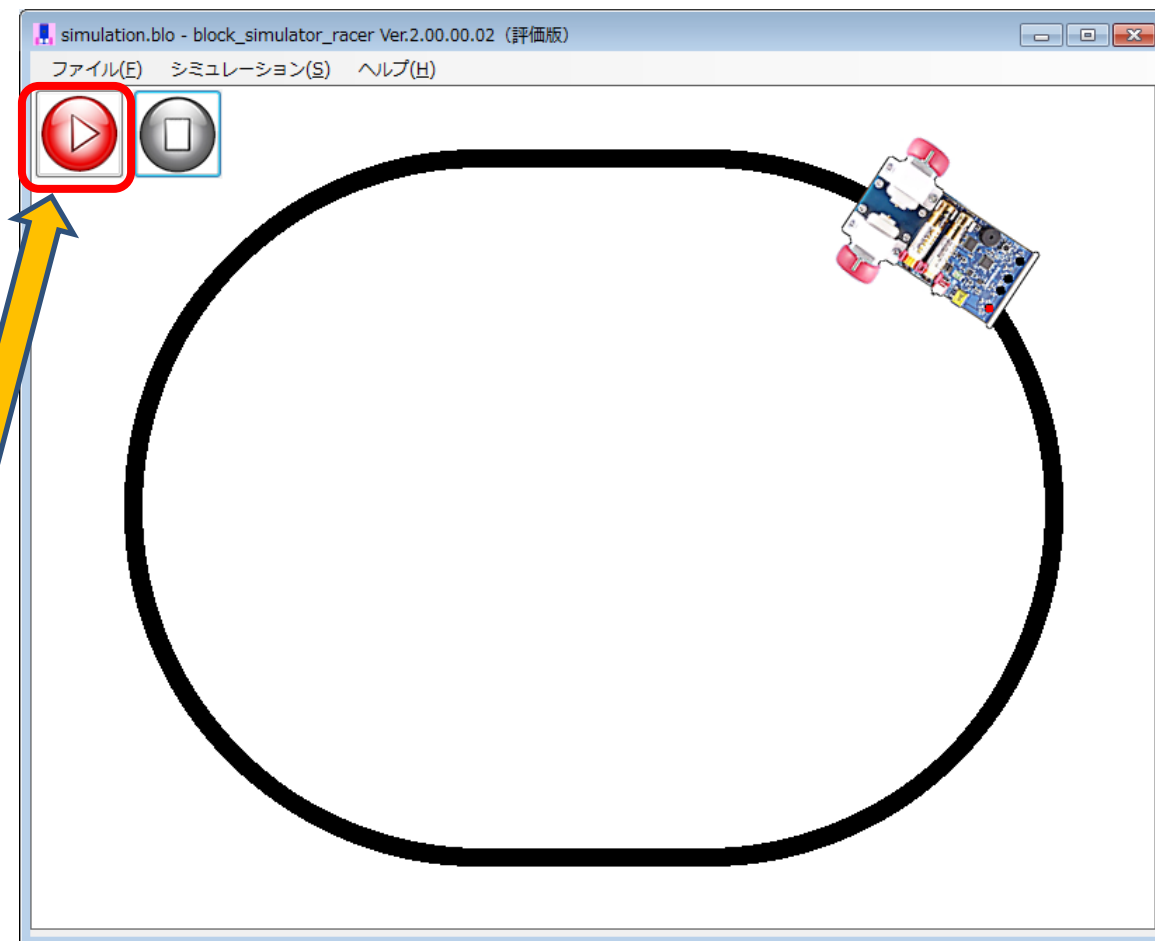 simulation.blo - block_simulator_racer Ver.2.00.00.02（評価版）
ファイル(F) シミュレーション(S) ヘルプ(H)